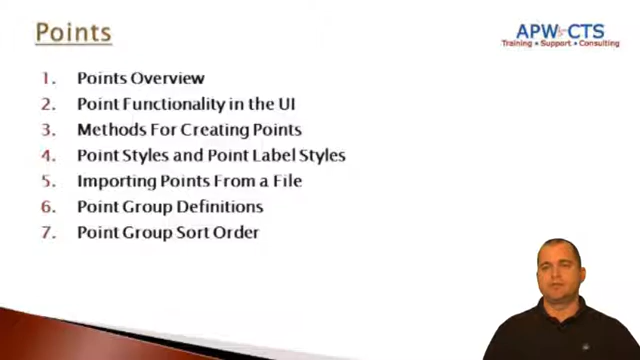 Points
APW CTS
Training • Support • Consulting
1. Points Overview
2. Point Functionality in the UI
3. Methods For Creating Points
4. Point Styles and Point Label Styles
5. Importing Points From a File
6. Point Group Definitions
7. Point Group Sort Order